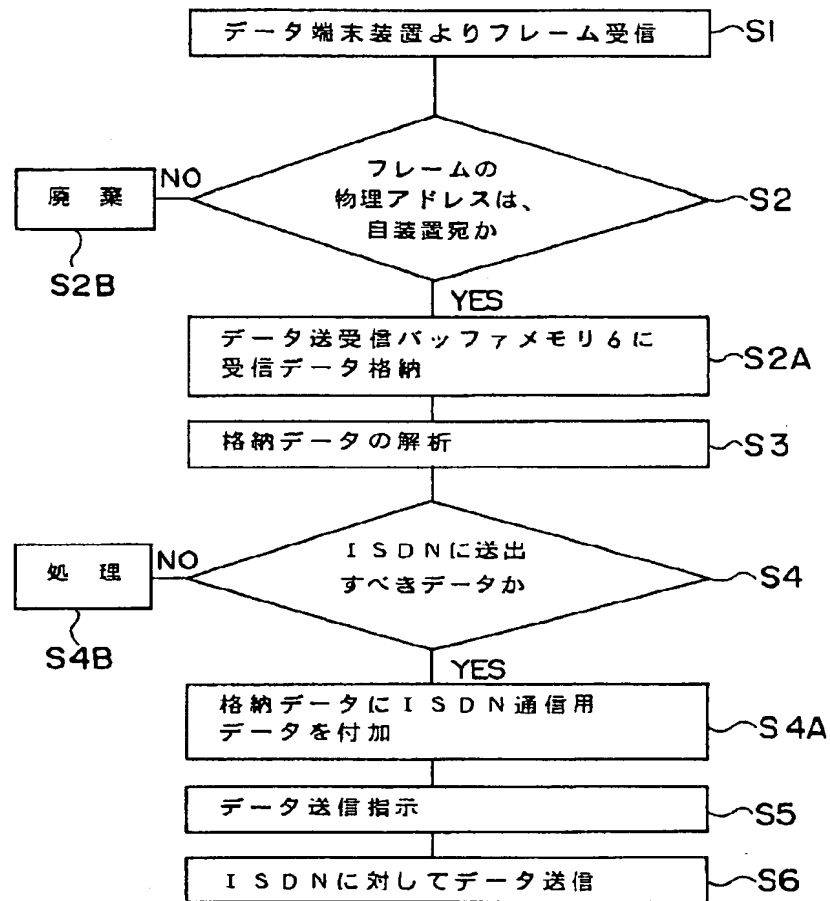 データ端末装置よりフレーム受信
S1
フレームの
物理アドレスは、
自装置宛か
S2
NO
廃棄
S2B
YES
データ送受信バッファメモリ6に
受信データ格納
S2A
格納データの解析
S3
ISDNに送出
すべきデータか
S4
NO
処理
S4B
YES
格納データにISDN通信用
データを付加
S4A
データ送信指示
S5
ISDNに対してデータ送信
S6